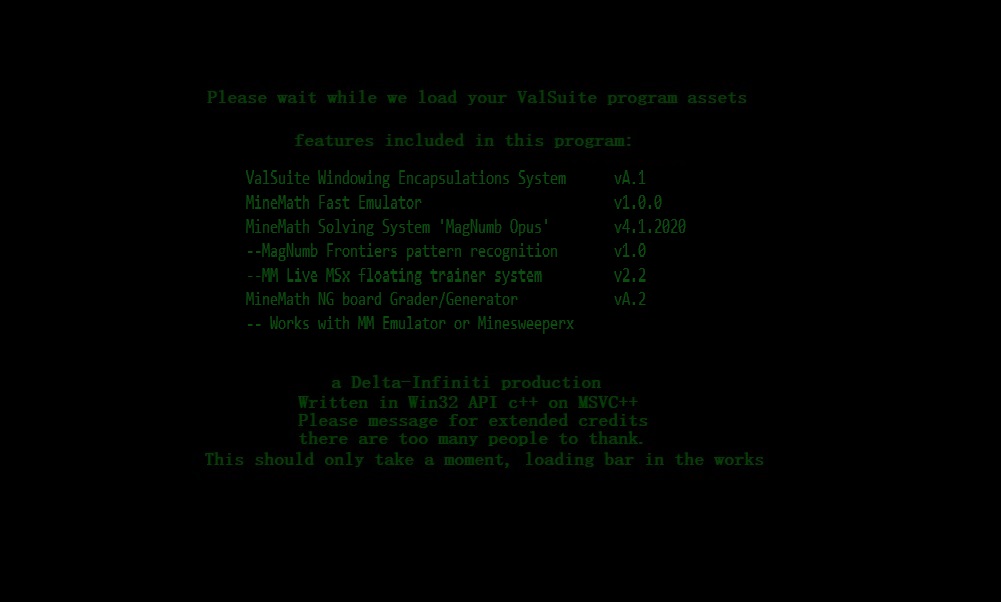 Please wait while we load your ValSuite program assets
features included in this program:
ValSuite Windowing Encapsulations System vA.1
MineMath Fast Emulator v1.0.0
MineMath Solving System 'MagNumb Opus' v4.1.2020
--MagNumb Frontiers pattern recognition v1.0
--MM Live MSx floating trainer system v2.2
MineMath NG board Grader/Generator vA.2
-- Works with MM Emulator or Minesweeperx
a Delta-Infiniti production
Written in Win32 API c++ on MSVC++
Please message for extended credits
there are too many people to thank.
This should only take a moment, loading bar in the works